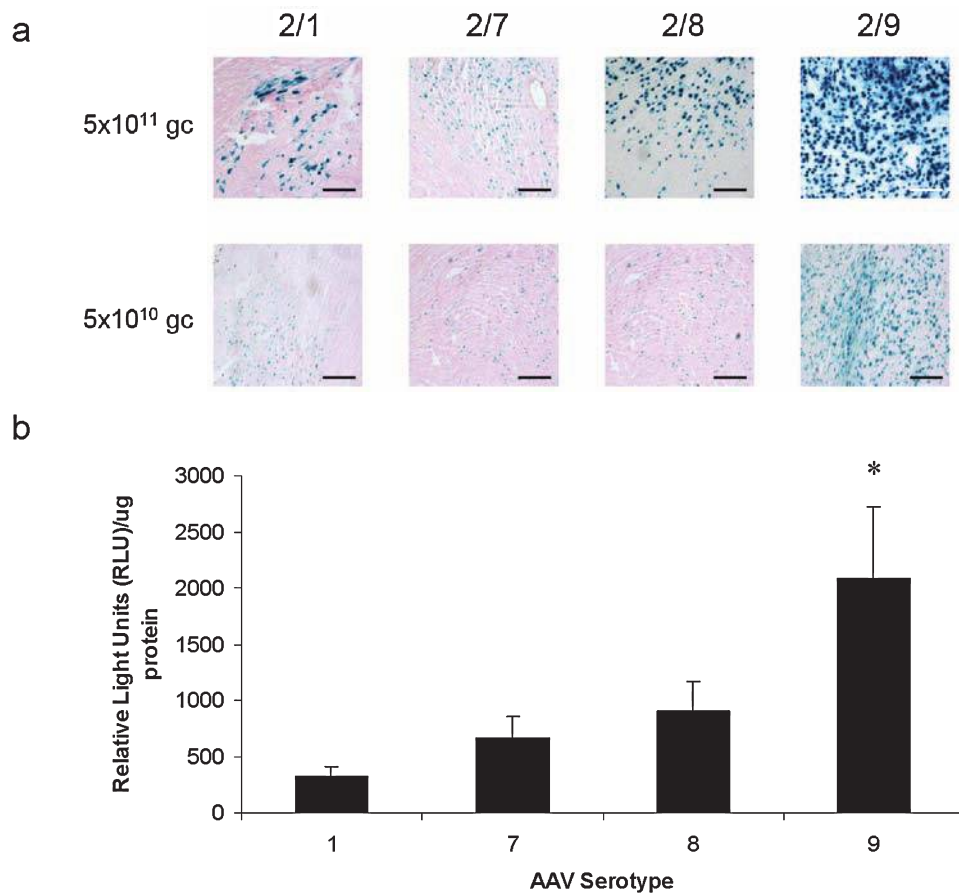 a
2/1 2/7 2/8 2/9
5x10¹¹ gc
5x10¹⁰ gc
b
Relative Light Units (RLU)/ug
protein
3000
2500
2000
1500
1000
500
0
*
1 7 8 9
AAV Serotype